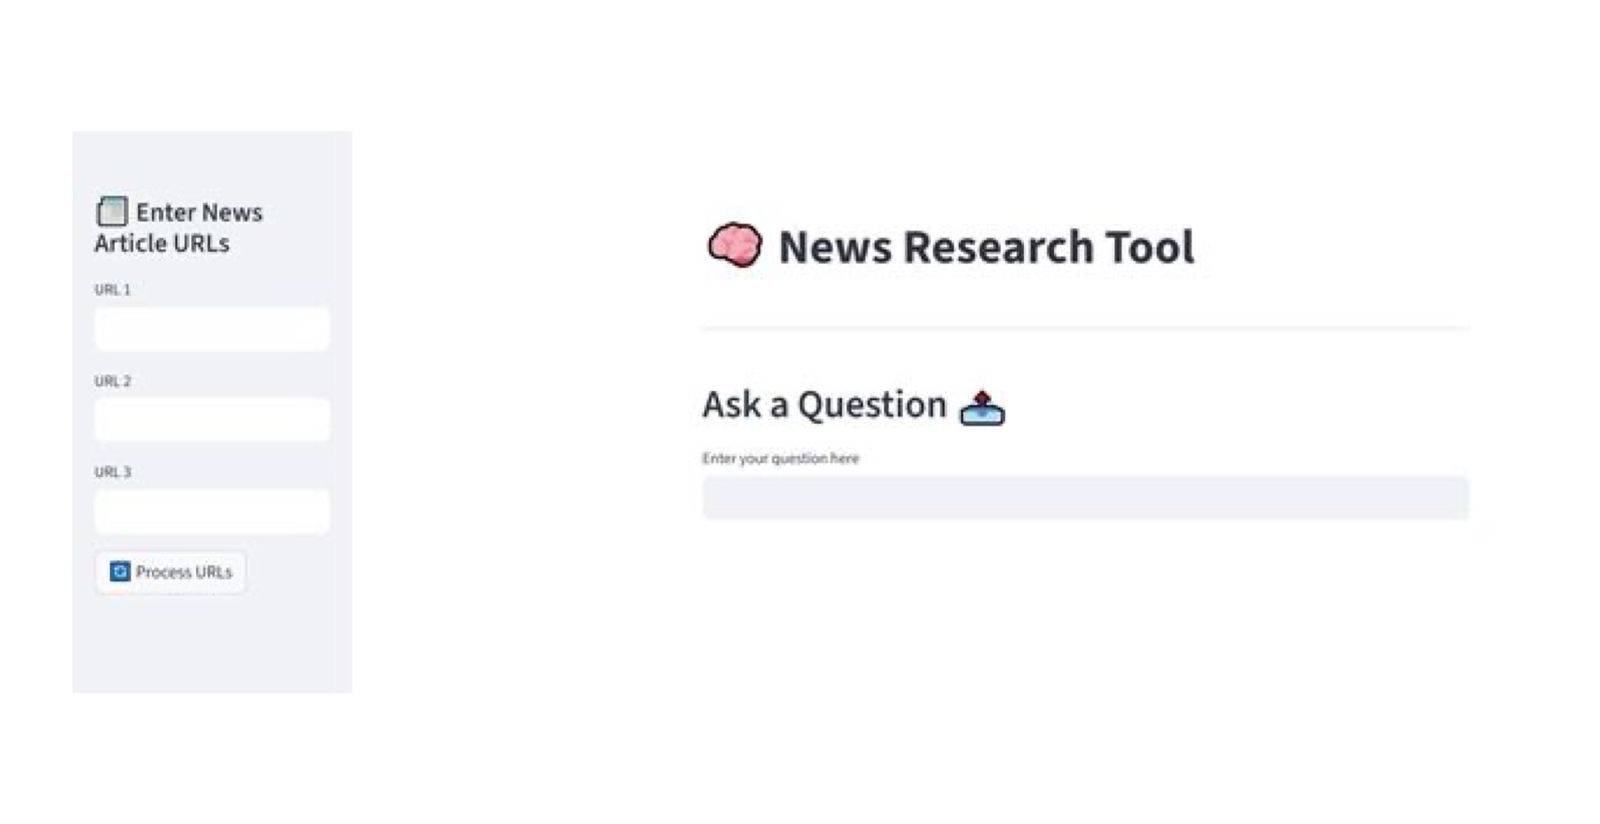 Enter News
Article URLs
URL 1
URL 2
URL 3
Process URLs
News Research Tool
Ask a Question
Enter your question here